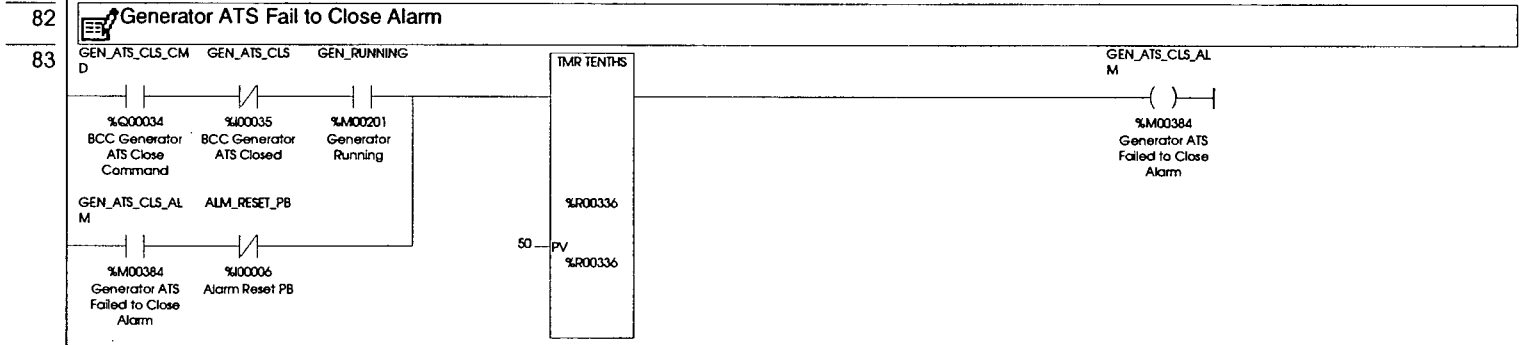 82
Generator ATS Fail to Close Alarm
83
GEN_ATS_CLS_CM
D
GEN_ATS_CLS
GEN_RUNNING
TMR TENTHS
GEN_ATS_CLS_AL
M
%Q00034
BCC Generator
ATS Close
Command
%I00035
BCC Generator
ATS Closed
%M00201
Generator
Running
%M00384
Generator ATS
Failed to Close
Alarm
GEN_ATS_CLS_AL
M
ALM_RESET_PB
%R00336
50
PV
%R00336
%M00384
Generator ATS
Failed to Close
Alarm
%I00006
Alarm Reset PB